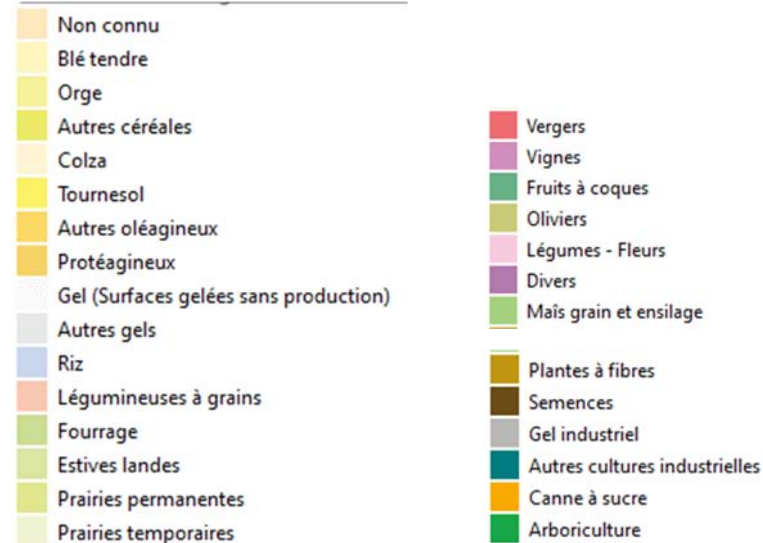 Non connu
Blé tendre
Orge
Autres céréales
Colza
Tournesol
Autres oléagineux
Protéagineux
Gel (Surfaces gelées sans production)
Autres gels
Riz
Légumineuses à grains
Fourrage
Estives landes
Prairies permanentes
Prairies temporaires
Vergers
Vignes
Fruits à coques
Oliviers
Légumes - Fleurs
Divers
Maîs grain et ensilage
Plantes à fibres
Semences
Gel industriel
Autres cultures industrielles
Canne à sucre
Arboriculture